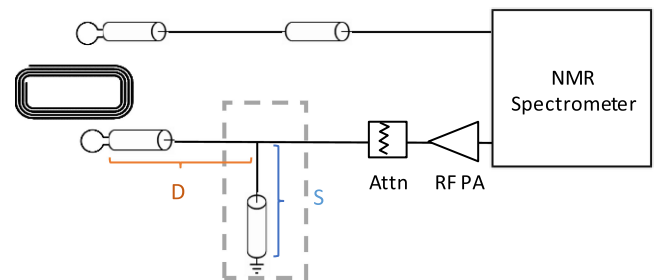 NMR
Spectrometer
Attn
RF PA
D
S